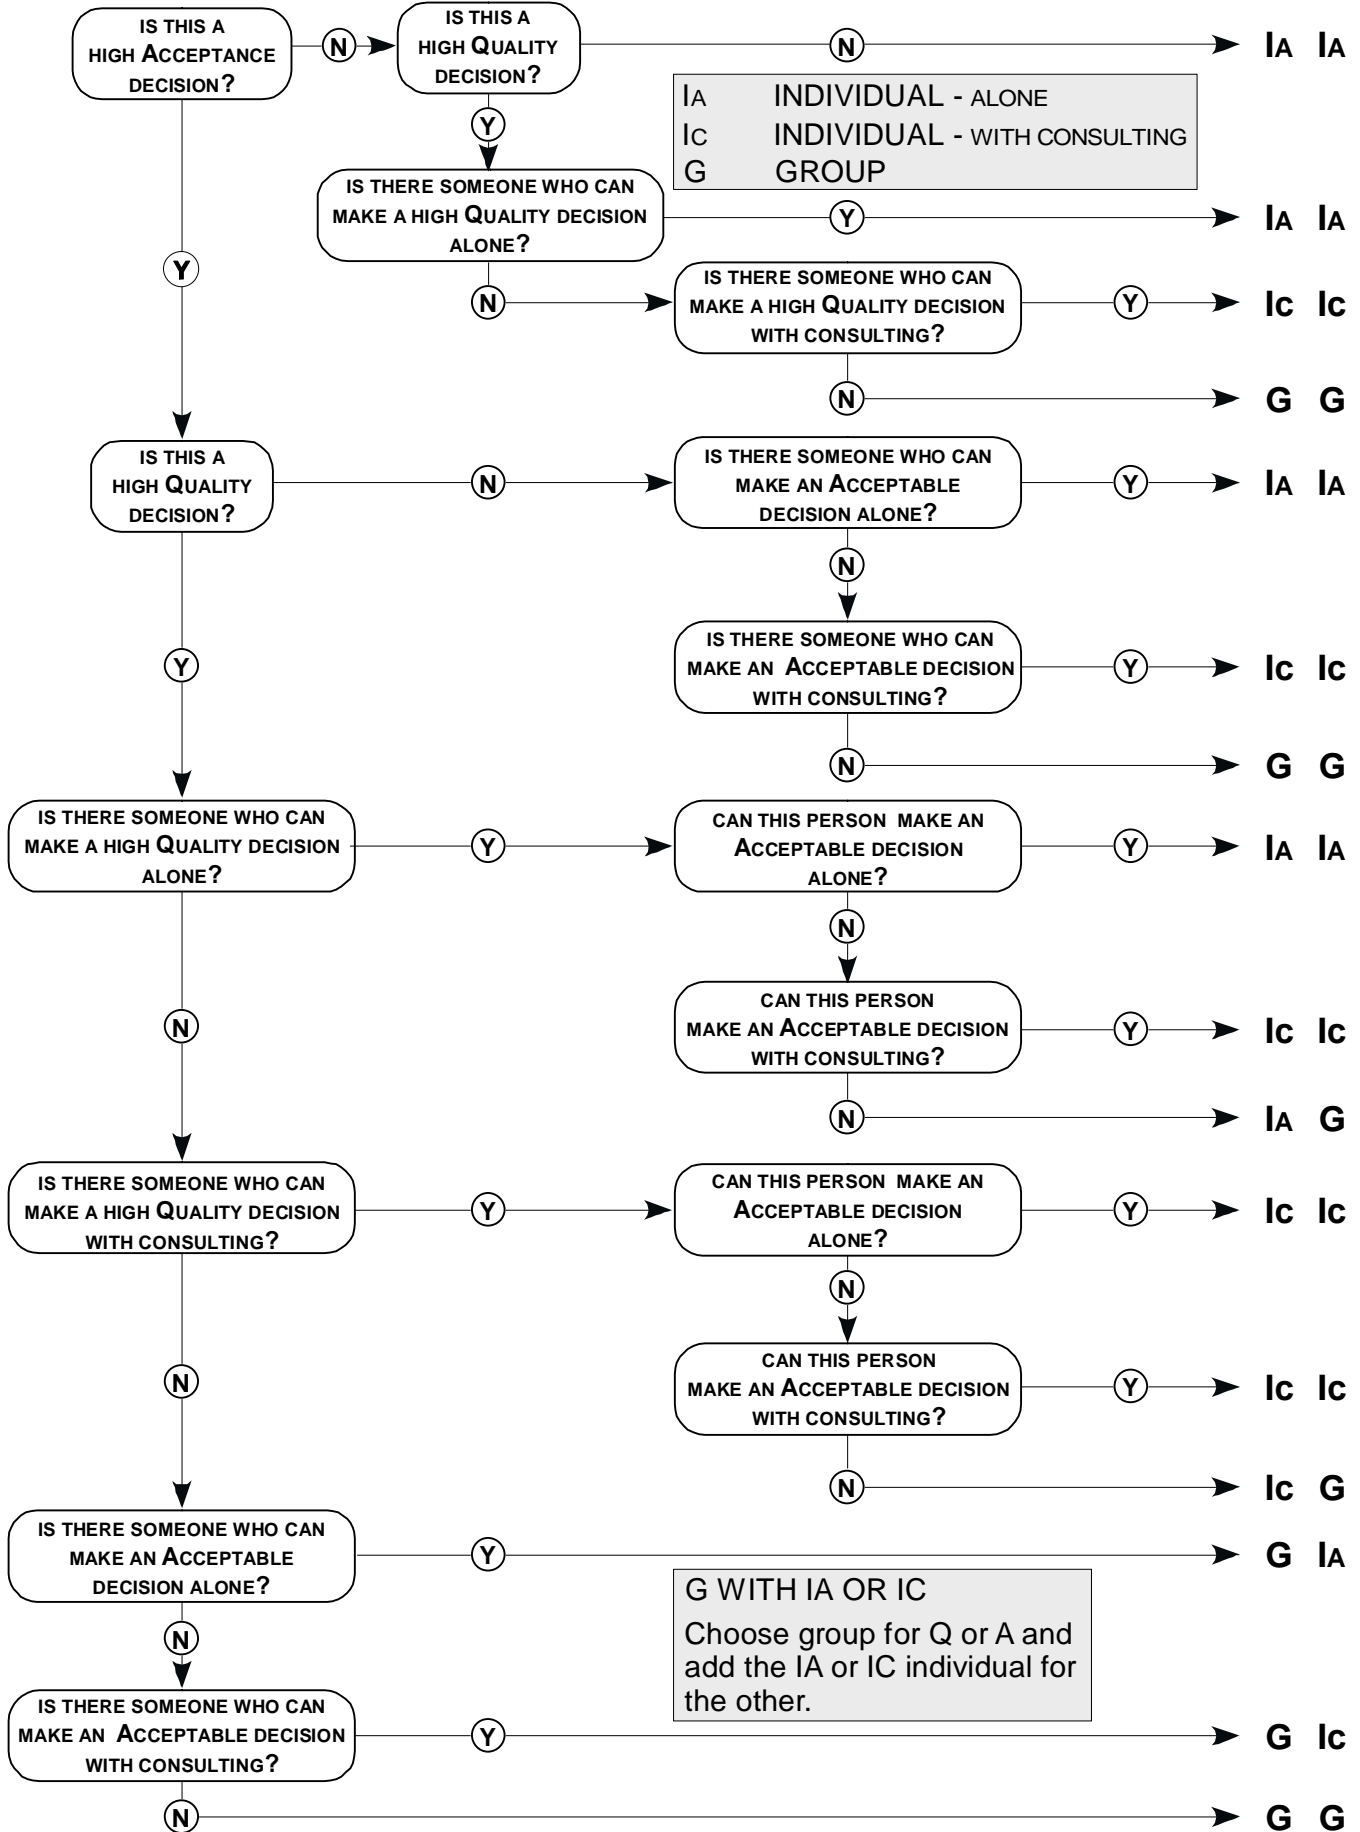 IS THIS A
HIGH ACCEPTANCE
DECISION?
N
IS THIS A
HIGH QUALITY
DECISION?
N
IA IA
IA INDIVIDUAL - ALONE
IC INDIVIDUAL - WITH CONSULTING
G GROUP
Y
IS THERE SOMEONE WHO CAN
MAKE A HIGH QUALITY DECISION
ALONE?
Y
IA IA
Y
N
IS THERE SOMEONE WHO CAN
MAKE A HIGH QUALITY DECISION
WITH CONSULTING?
Y
IC IC
N
G G
IS THIS A
HIGH QUALITY
DECISION?
N
IS THERE SOMEONE WHO CAN
MAKE AN ACCEPTABLE
DECISION ALONE?
Y
IA IA
N
Y
IS THERE SOMEONE WHO CAN
MAKE AN ACCEPTABLE DECISION
WITH CONSULTING?
Y
IC IC
N
G G
IS THERE SOMEONE WHO CAN
MAKE A HIGH QUALITY DECISION
ALONE?
Y
CAN THIS PERSON MAKE AN
ACCEPTABLE DECISION
ALONE?
Y
IA IA
N
N
CAN THIS PERSON
MAKE AN ACCEPTABLE DECISION
WITH CONSULTING?
Y
IC IC
N
IA G
IS THERE SOMEONE WHO CAN
MAKE A HIGH QUALITY DECISION
WITH CONSULTING?
Y
CAN THIS PERSON MAKE AN
ACCEPTABLE DECISION
ALONE?
Y
IC IC
N
N
CAN THIS PERSON
MAKE AN ACCEPTABLE DECISION
WITH CONSULTING?
Y
IC IC
N
IC G
IS THERE SOMEONE WHO CAN
MAKE AN ACCEPTABLE
DECISION ALONE?
Y
G IA
G WITH IA OR IC
Choose group for Q or A and
add the IA or IC individual for
the other.
N
IS THERE SOMEONE WHO CAN
MAKE AN ACCEPTABLE DECISION
WITH CONSULTING?
Y
G IC
N
G G